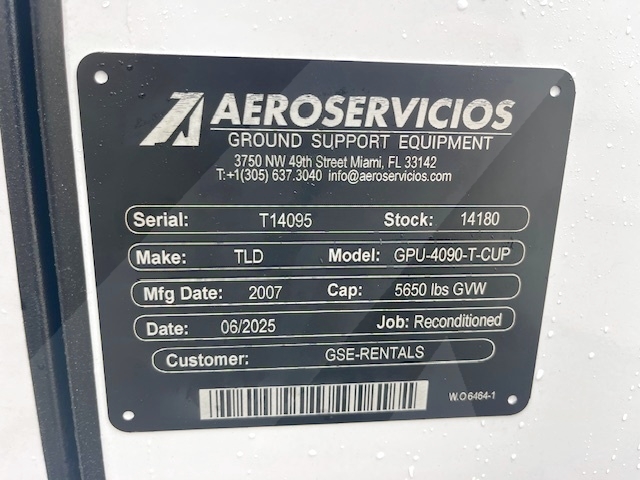 AEROSERVICIOS
GROUND SUPPORT EQUIPMENT
3750 NW 49th Street Miami, FL 33142
T:+1(305) 637.3040 info@aeroservicios.com
Serial: T14095 Stock: 14180
Make: TLD Model: GPU-4090-T-CUP
Mfg Date: 2007 Cap: 5650 lbs GVW
Date: 06/2025 Job: Reconditioned
Customer: GSE-RENTALS
W.O6464-1